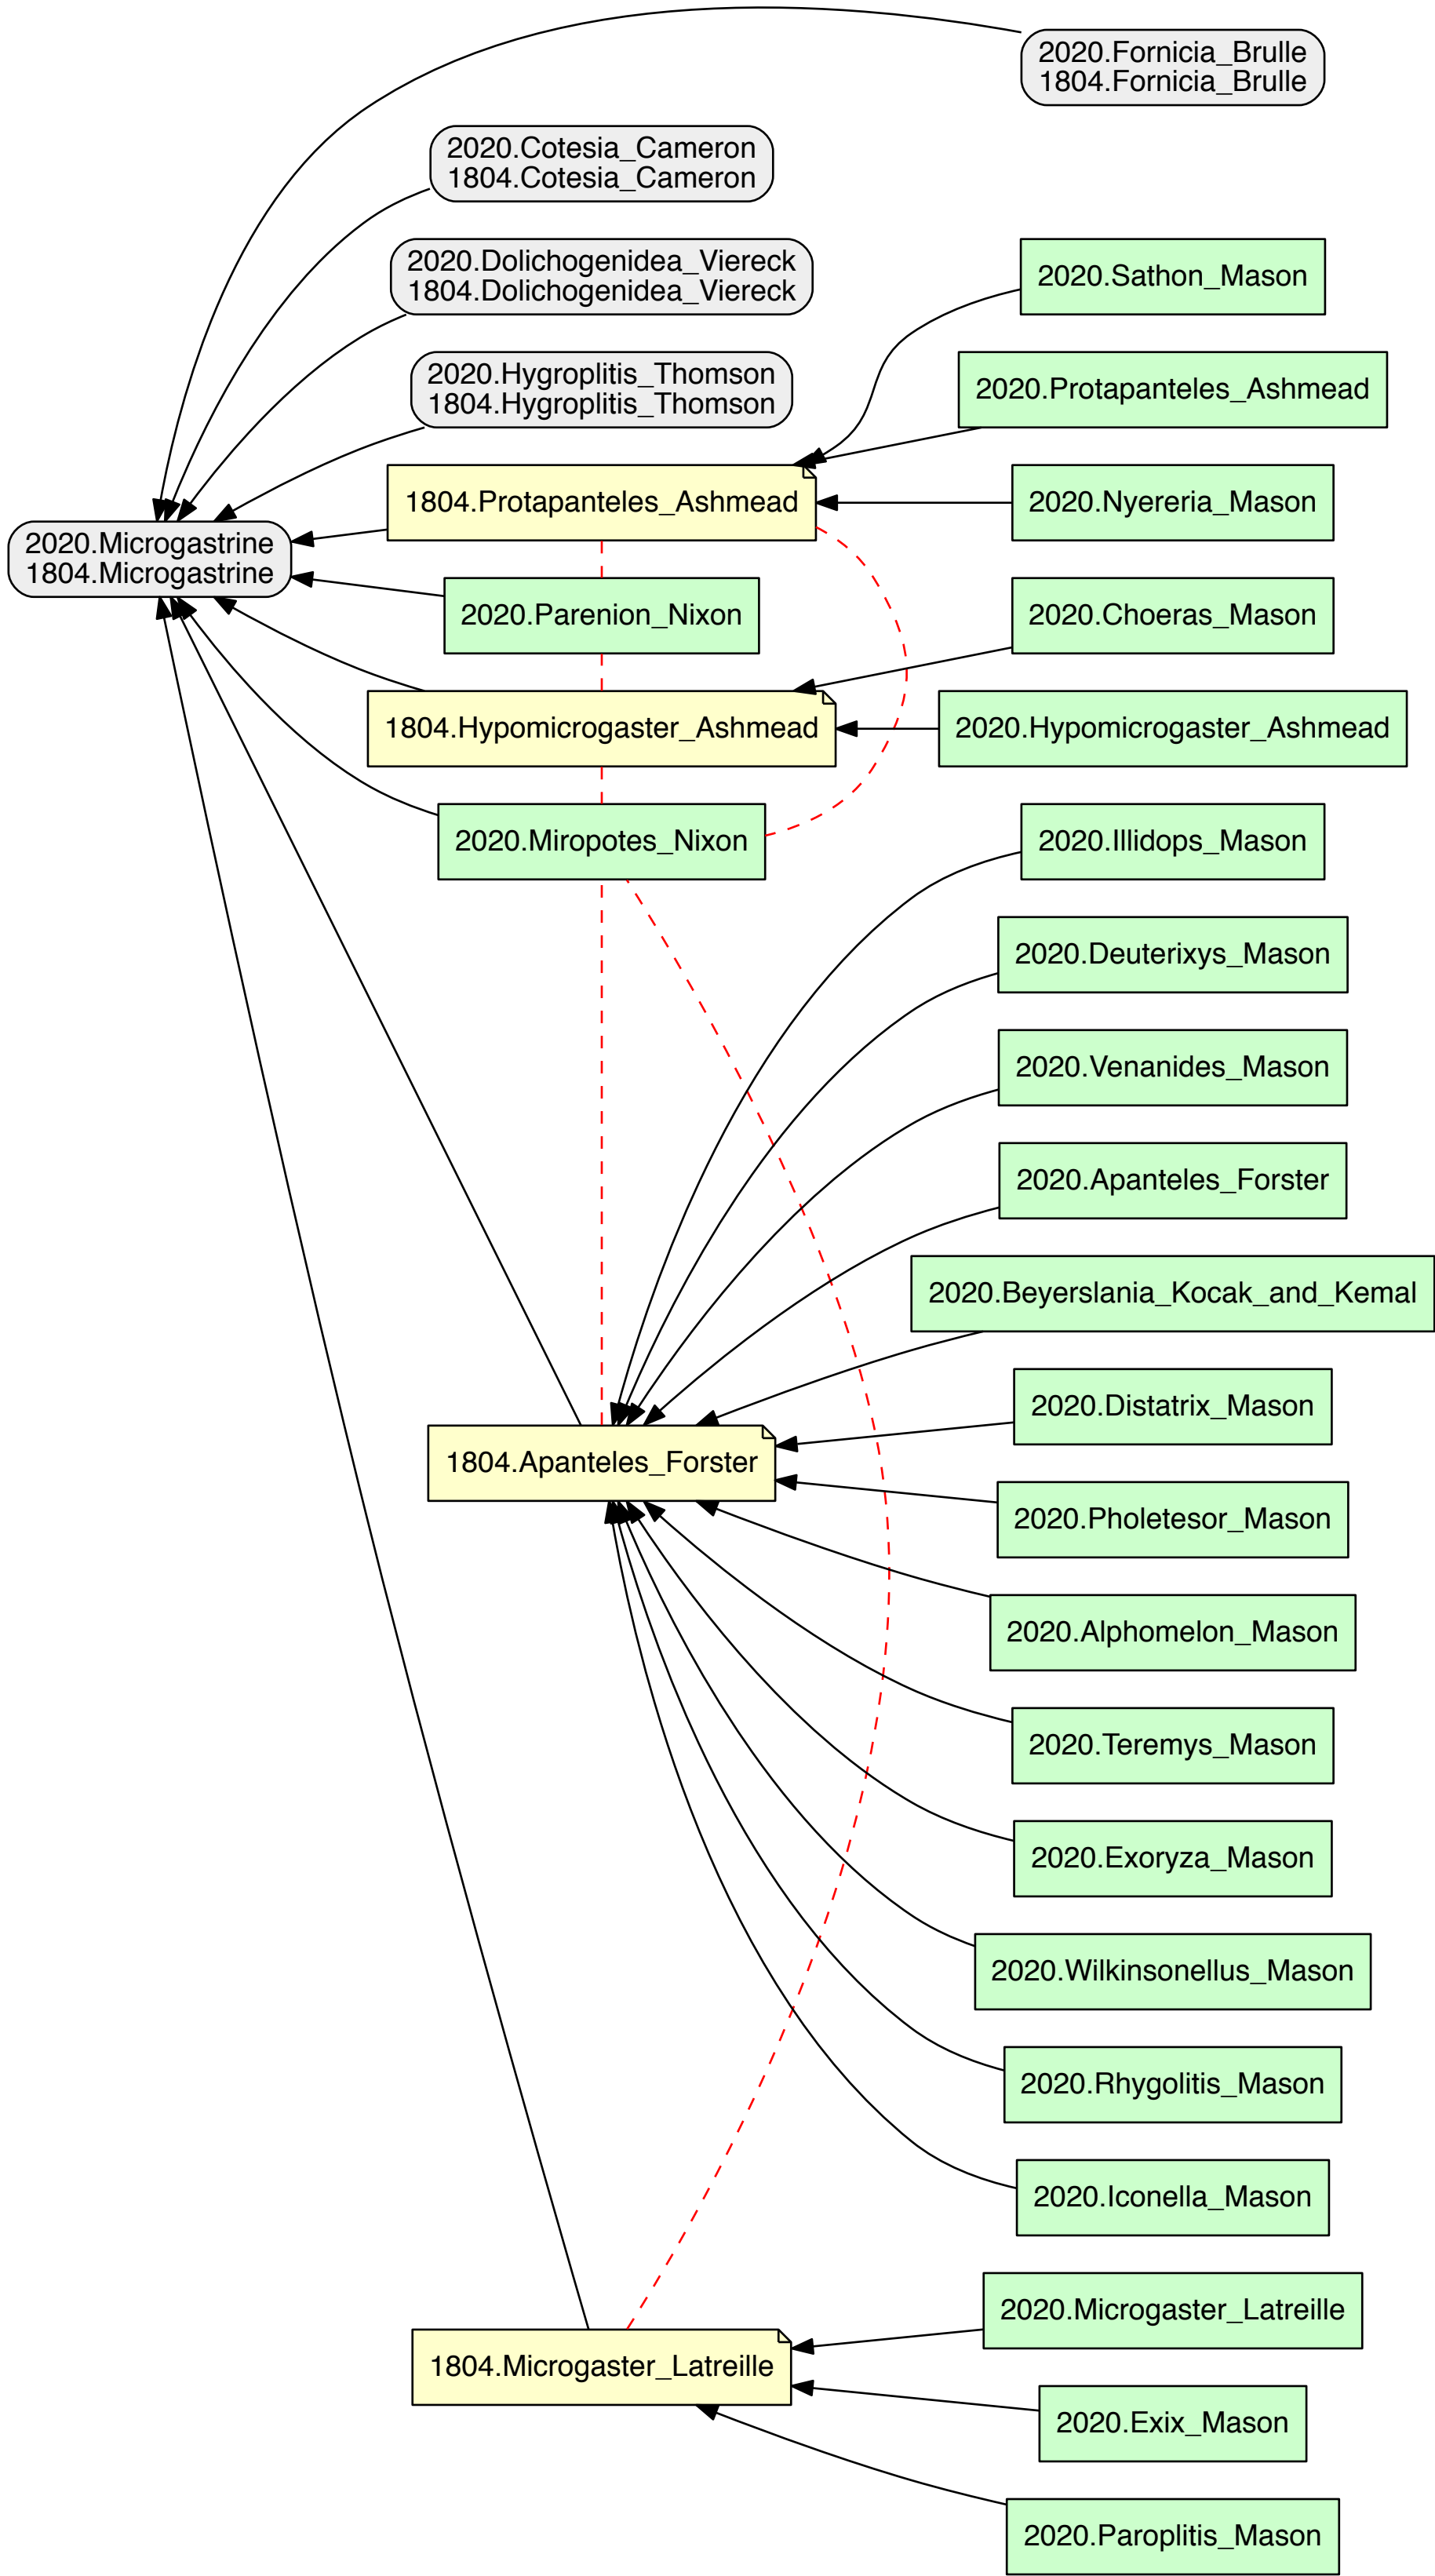 2020.Fornicia_Brulle
1804.Fornicia_Brulle
2020.Cotesia_Cameron
1804.Cotesia_Cameron
2020.Dolichogenidea_Viereck
1804.Dolichogenidea_Viereck
2020.Sathon_Mason
2020.Hygroplitis_Thomson
1804.Hygroplitis_Thomson
2020.Protapanteles_Ashmead
1804.Protapanteles_Ashmead
2020.Nyereria_Mason
2020.Microgastrine
1804.Microgastrine
2020.Parenion_Nixon
2020.Choeras_Mason
1804.Hypomicrogaster_Ashmead
2020.Hypomicrogaster_Ashmead
2020.Miropotes_Nixon
2020.Illidops_Mason
2020.Deuterixys_Mason
2020.Venanides_Mason
2020.Apanteles_Forster
2020.Beyerslania_Kocak_and_Kemal
2020.Distatrix_Mason
1804.Apanteles_Forster
2020.Pholetesor_Mason
2020.Alphomelon_Mason
2020.Teremys_Mason
2020.Exoryza_Mason
2020.Wilkinsonellus_Mason
2020.Rhygolitis_Mason
2020.Iconella_Mason
2020.Microgaster_Latreille
1804.Microgaster_Latreille
2020.Exix_Mason
2020.Paroplitis_Mason